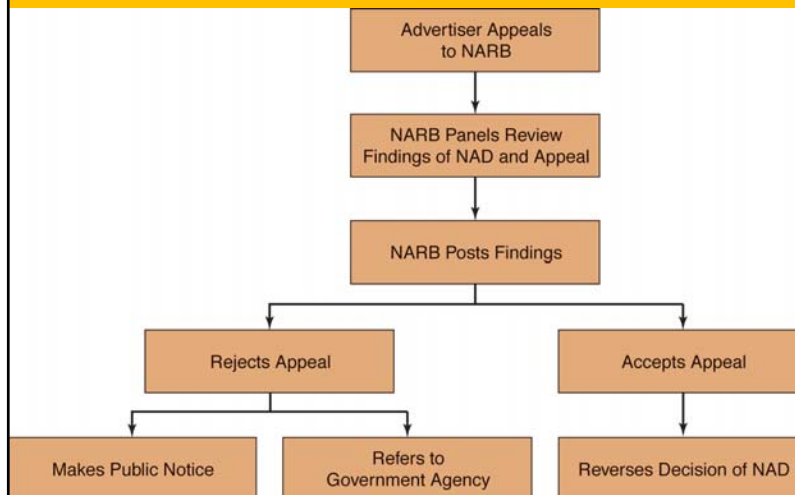 Advertiser Appeals
to NARB
NARB Panels Review
Findings of NAD and Appeal
NARB Posts Findings
Rejects Appeal
Accepts Appeal
Makes Public Notice
Refers to
Government Agency
Reverses Decision of NAD